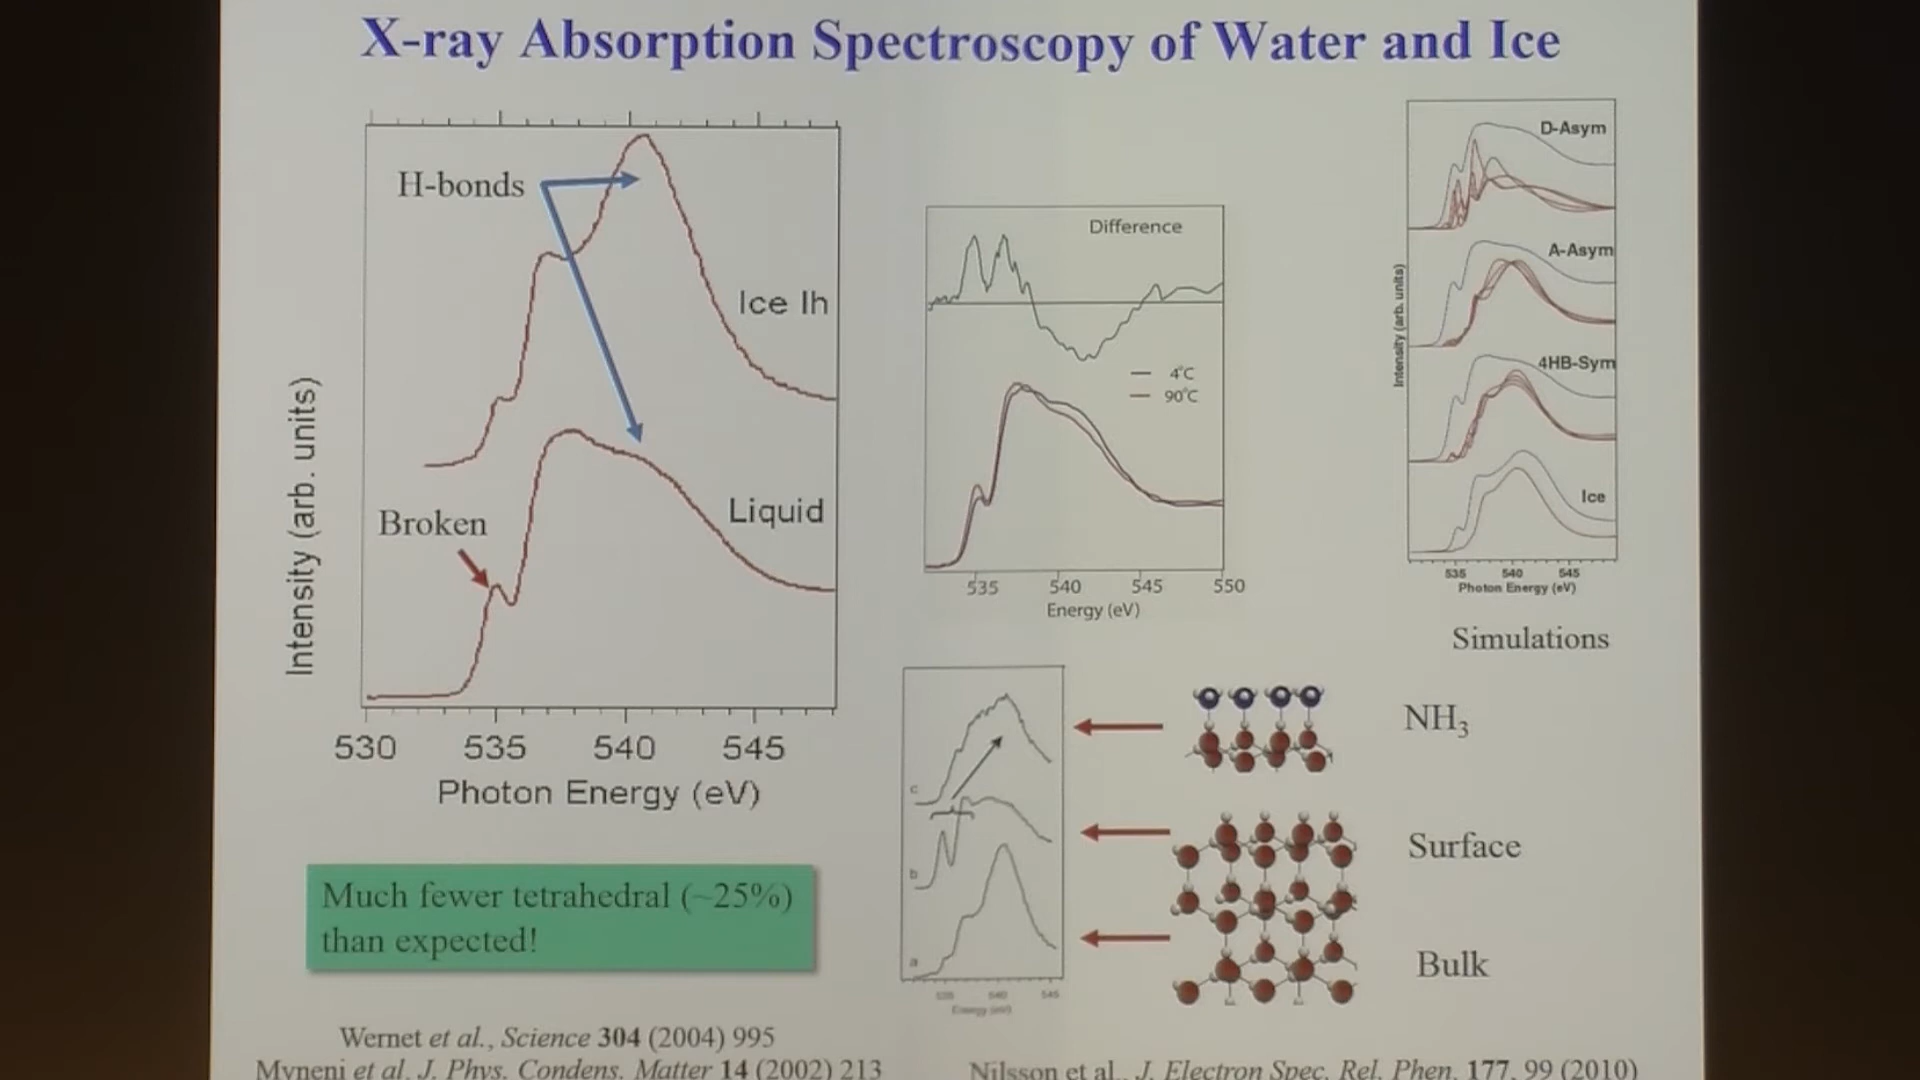 X-ray Absorption Spectroscopy of Water and Ice
H-bonds
Ice Ih
Broken
Liquid
Intensity (arb. units)
530 535 540 545
Photon Energy (eV)
Difference
4°C
90°C
535 540 545 550
Energy (eV)
D-Asym
A-Asym
4HB-Sym
Ice
Intensity (arb. units)
535 540 545
Photon Energy (eV)
Simulations
c
b
a
540 545
Energy (eV)
NH₃
Surface
Bulk
Much fewer tetrahedral (~25%)
than expected!
Wernet et al., Science 304 (2004) 995
Myneni et al. J. Phys. Condens. Matter 14 (2002) 213
Nilsson et al., J. Electron Spec. Rel. Phen. 177, 99 (2010)